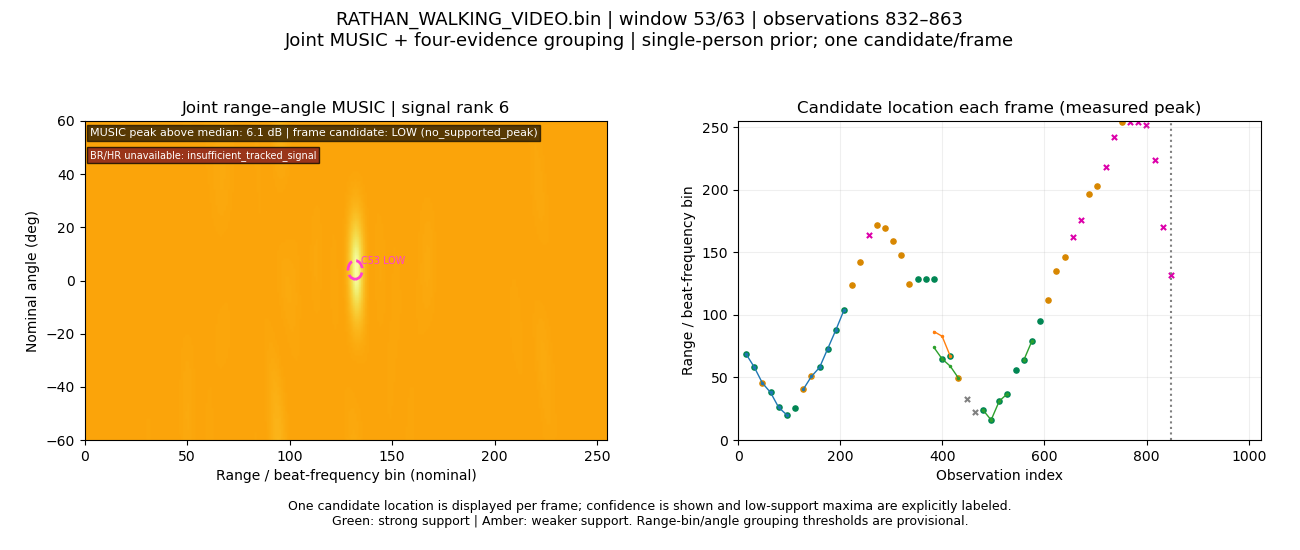 RATHAN_WALKING_VIDEO.bin | window 53/63 | observations 832–863
Joint MUSIC + four-evidence grouping | single-person prior; one candidate/frame
Joint range–angle MUSIC | signal rank 6
MUSIC peak above median: 6.1 dB | frame candidate: LOW (no_supported_peak)
BR/HR unavailable: insufficient_tracked_signal
C53 LOW
60
40
20
0
−20
−40
−60
Nominal angle (deg)
0 50 100 150 200 250
Range / beat-frequency bin (nominal)
Candidate location each frame (measured peak)
250
200
150
100
50
0
Range / beat-frequency bin
0 200 400 600 800 1000
Observation index
One candidate location is displayed per frame; confidence is shown and low-support maxima are explicitly labeled.
Green: strong support | Amber: weaker support. Range-bin/angle grouping thresholds are provisional.